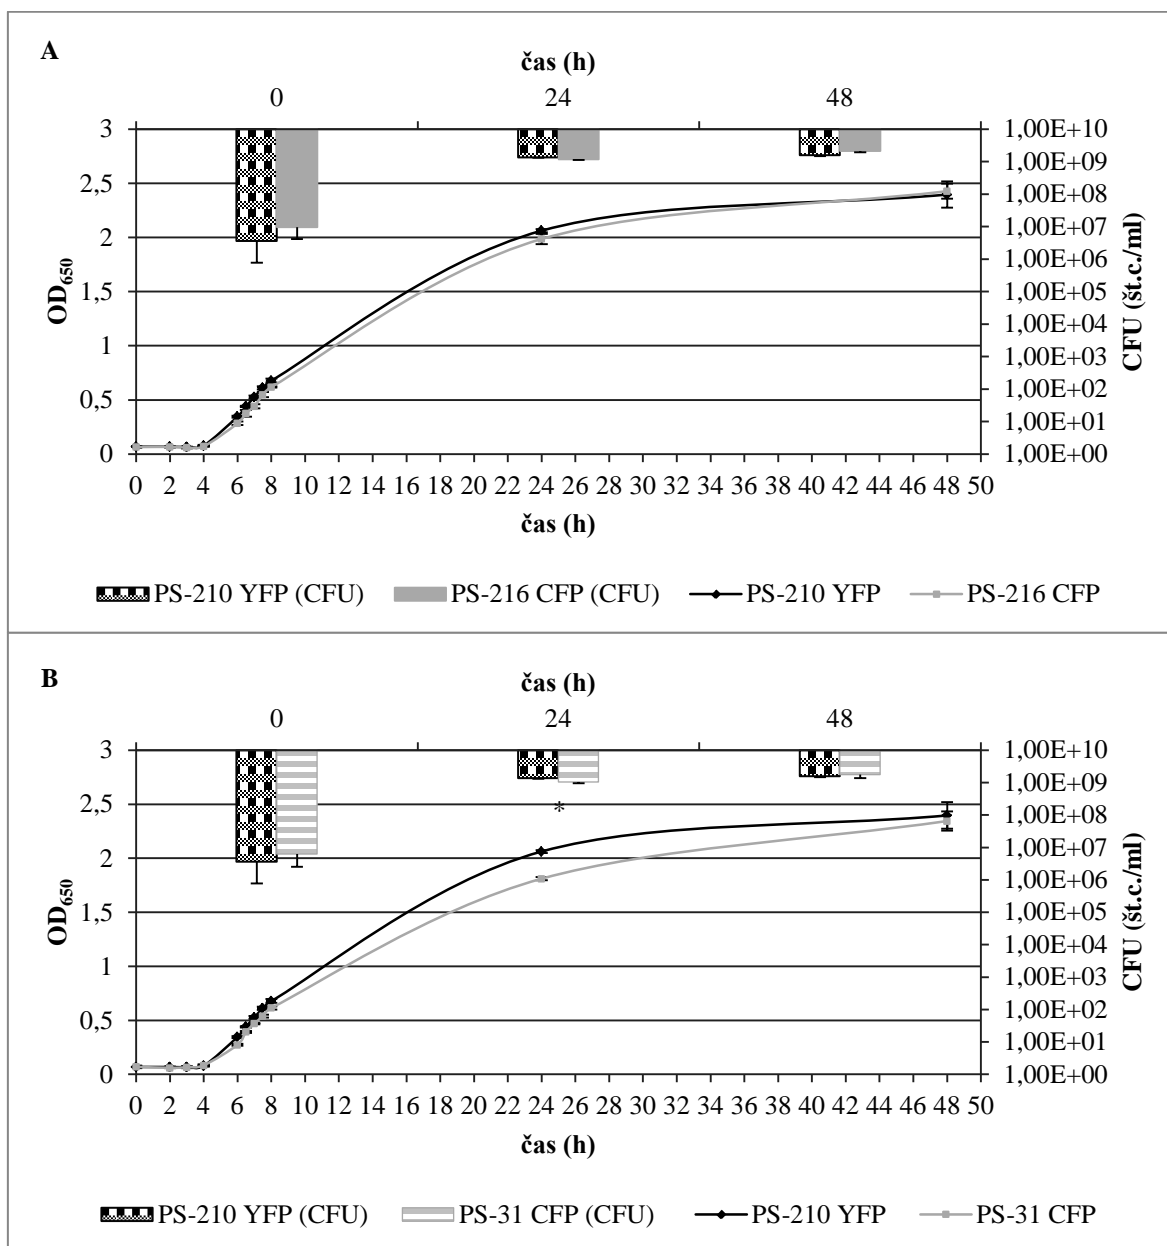 A
čas (h)
0 24 48
3 1,00E+10
2,5 1,00E+09
2 1,00E+08
1,5 1,00E+07
1 1,00E+06
0,5 1,00E+05
0 1,00E+04
1,00E+03
1,00E+02
1,00E+01
1,00E+00
OD650
CFU (št.c./ml)
0 2 4 6 8 10 12 14 16 18 20 22 24 26 28 30 32 34 36 38 40 42 44 46 48 50
čas (h)
PS-210 YFP (CFU) PS-216 CFP (CFU) PS-210 YFP PS-216 CFP
B
čas (h)
0 24 48
3 1,00E+10
2,5 1,00E+09
2 1,00E+08
1,5 1,00E+07
1 1,00E+06
0,5 1,00E+05
0 1,00E+04
1,00E+03
1,00E+02
1,00E+01
1,00E+00
*
OD650
CFU (št.c./ml)
0 2 4 6 8 10 12 14 16 18 20 22 24 26 28 30 32 34 36 38 40 42 44 46 48 50
čas (h)
PS-210 YFP (CFU) PS-31 CFP (CFU) PS-210 YFP PS-31 CFP